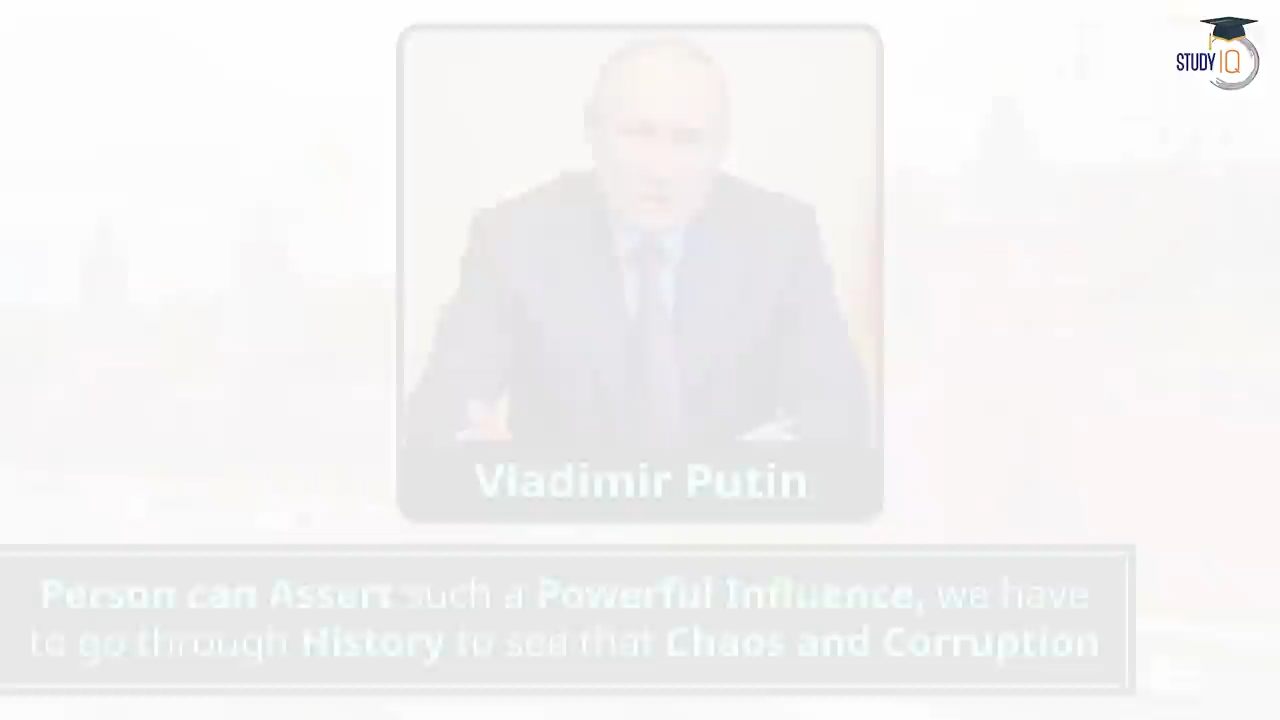 STUDY IQ
Vladimir Putin
Person can Assert such a Powerful Influence, we have
to go through History to see that Chaos and Corruption